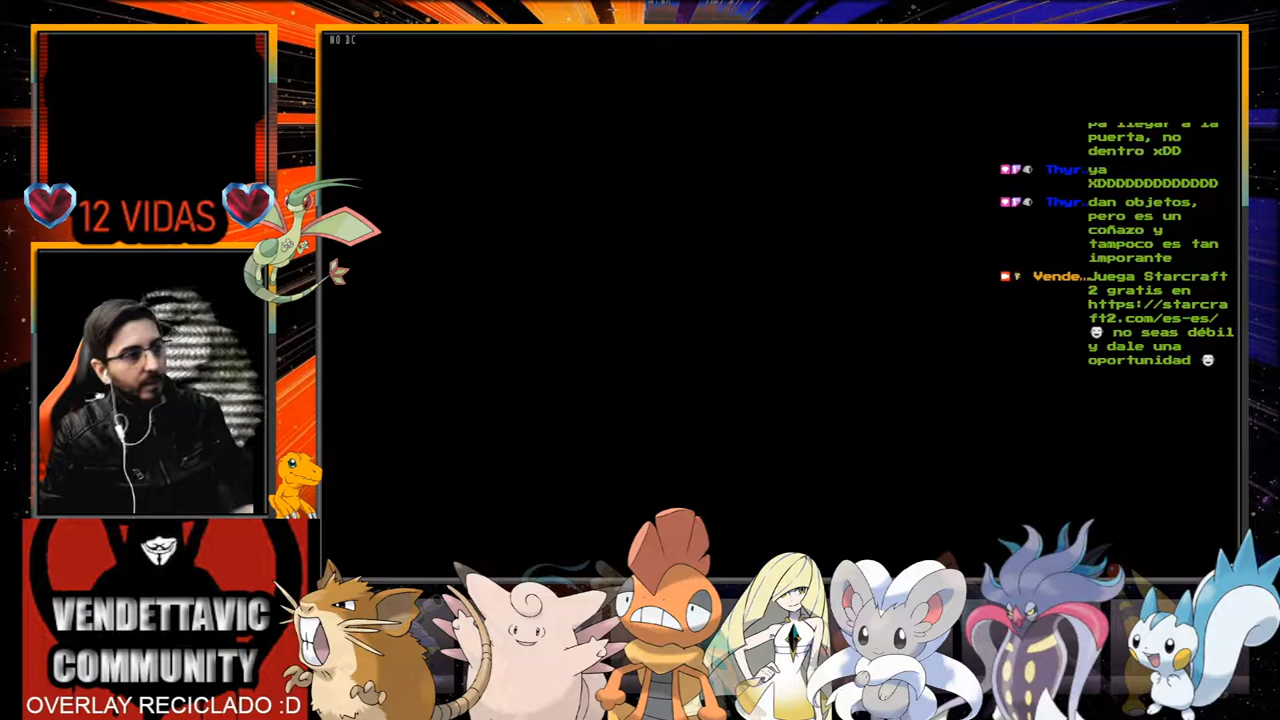 NO DC
pa llegar a la
puerta, no
dentro xDD
Thyr..ya
XDDDDDDDDDDDDD
Thyr..dan objetos,
pero es un
coñazo y
tampoco es tan
imporante
Vende..Juega Starcraft
2 gratis en
https://starcra
ft2.com/es-es/
no seas débil
y dale una
oportunidad
12 VIDAS
VENDETTAVIC
COMMUNITY
OVERLAY RECICLADO :D